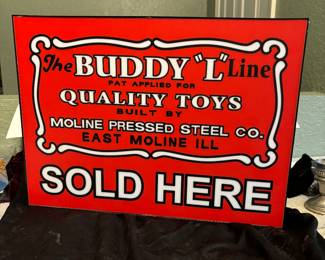 The BUDDY "L" Line
PAT APPLIED FOR
QUALITY TOYS
BUILT BY
MOLINE PRESSED STEEL CO.
EAST MOLINE ILL
SOLD HERE